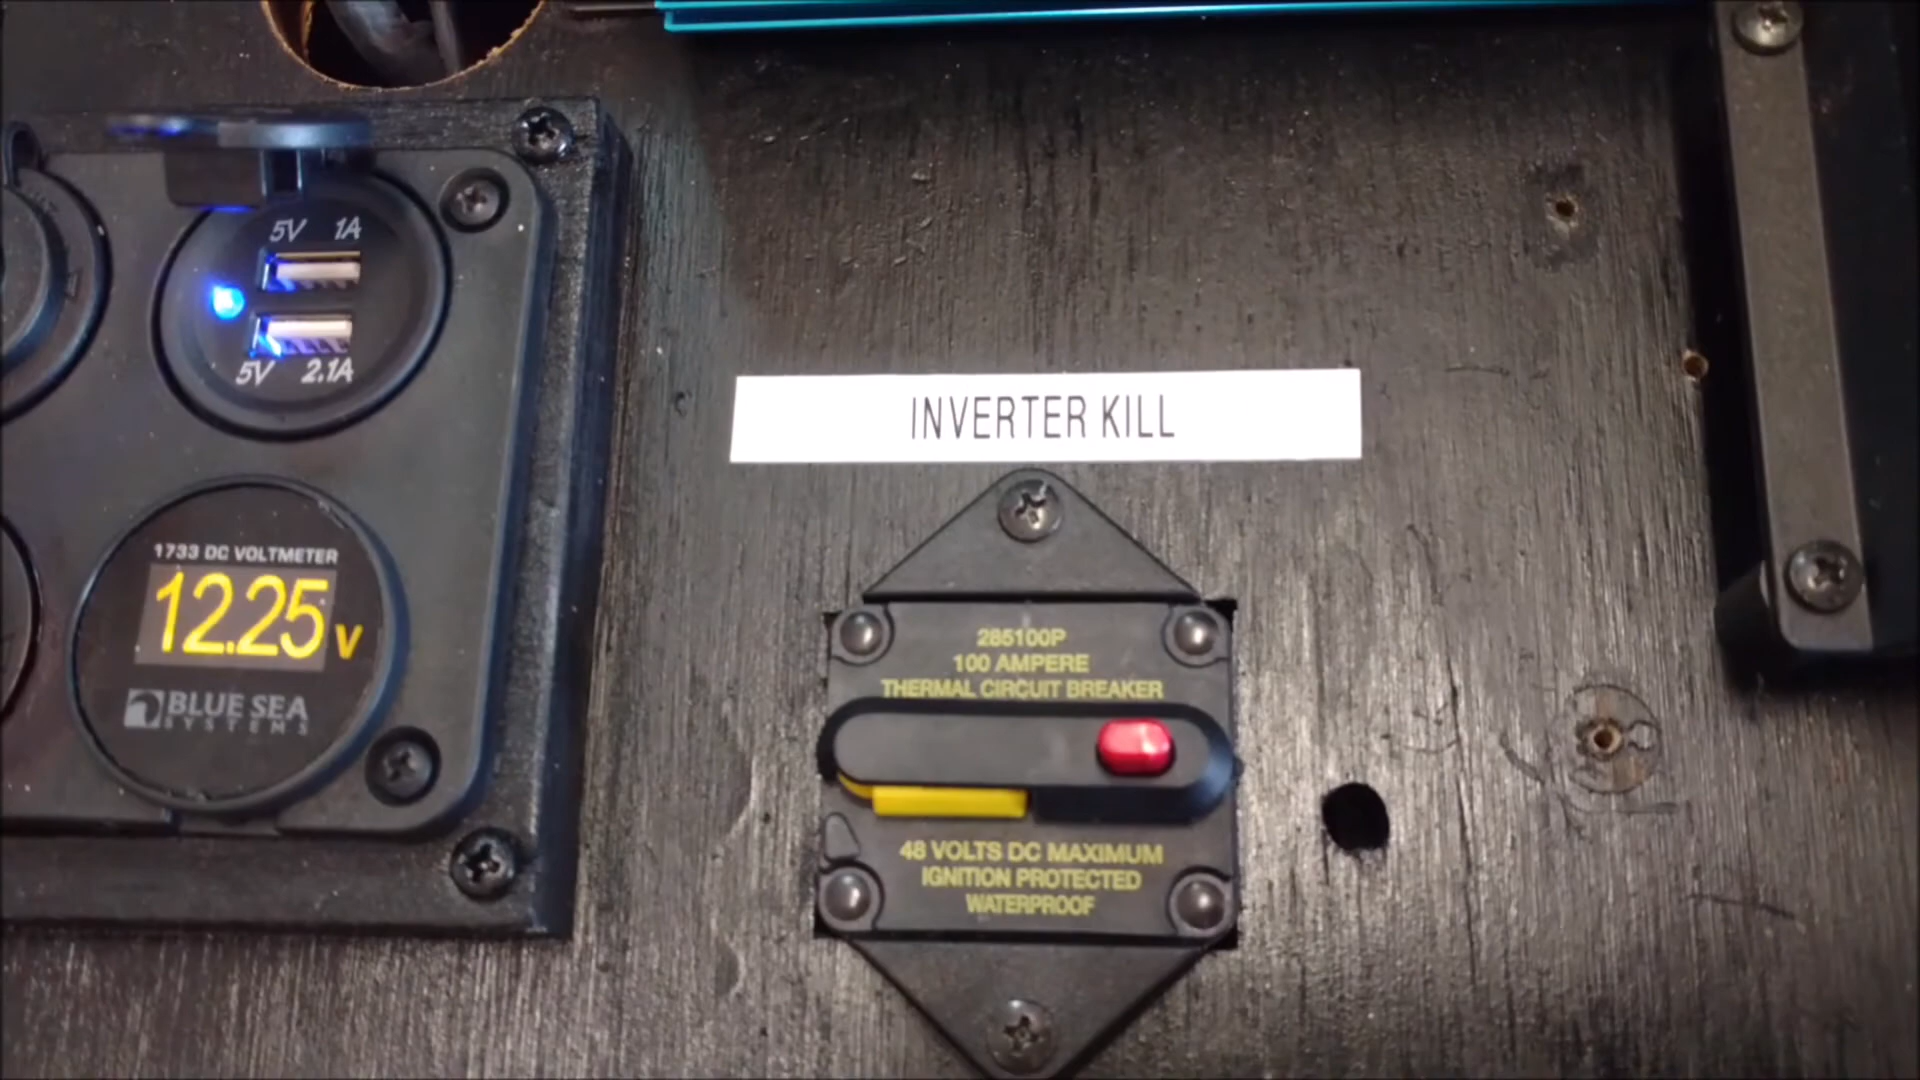 5V 1A
5V 2.1A
INVERTER KILL
1733 DC VOLTMETER
12.25 V
BLUE SEA
SYSTEMS
285100P
100 AMPERE
THERMAL CIRCUIT BREAKER
48 VOLTS DC MAXIMUM
IGNITION PROTECTED
WATERPROOF